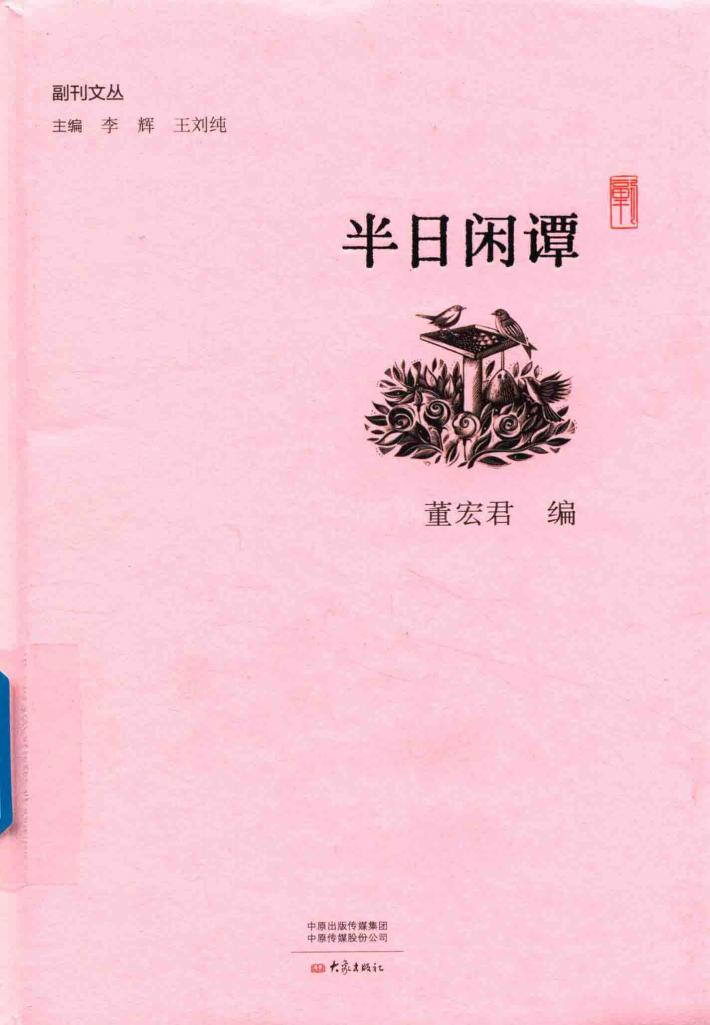 副刊文丛
主编 李 辉 王刘纯
半日闲谭
董宏君 编
中原出版传媒集团
中原传媒股份公司
大象出版社